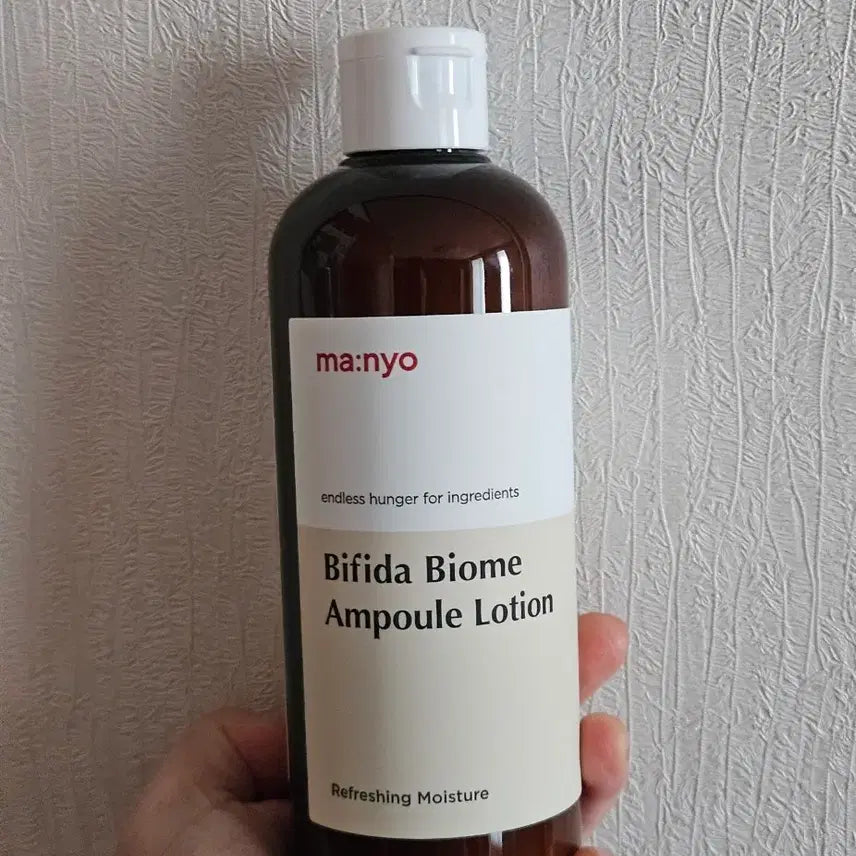 ma:nyo
endless hunger for ingredients
Bifida Biome
Ampoule Lotion
Refreshing Moisture